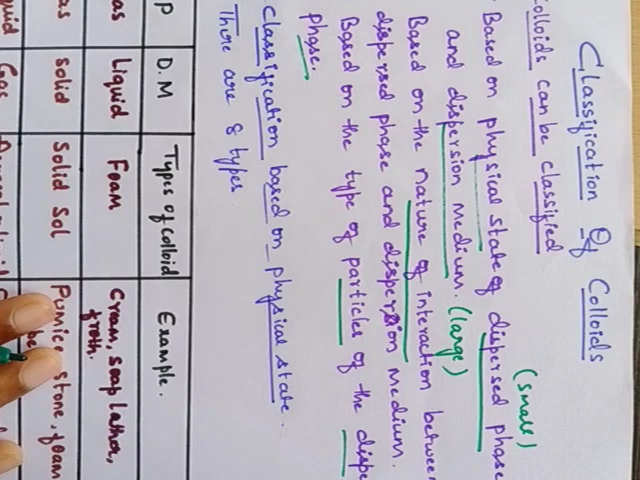 Classification Of Colloids
Colloids can be classified
Based on physical state of dispersed phase (small)
and dispersion medium. (large)
Based on the nature of interaction between
dispersed phase and dispersion medium.
Based on the type of particles of the dispe
phase.
Classification based on physical state.
There are 8 types
P D.M Types of colloid Example.
as Liquid Foam Cream, soap lather,
froth.
as solid Solid Sol Pumice stone, foam
Gas